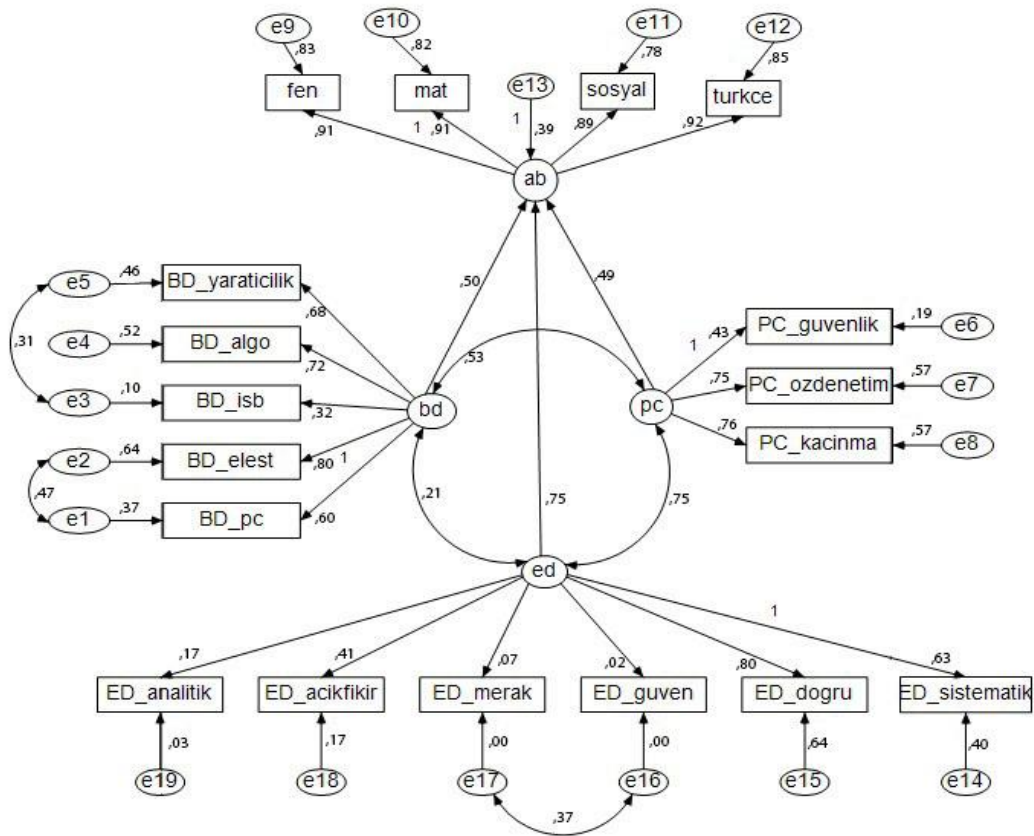 e9
e10
e11
e12
,83
,82
,78
,85
fen
mat
e13
sosyal
turkce
,91
1
,91
1
,39
,89
,92
ab
e5
,46
BD_yaraticilik
,50
,49
,68
,31
e4
,52
BD_algo
,72
,53
PC_guvenlik
,19
e6
,43
1
e3
,10
BD_isb
,32
bd
pc
,75
PC_ozdenetim
,57
e7
,76
PC_kacinma
,57
e8
e2
,64
BD_elest
,80
1
,47
,21
,75
,75
e1
,37
BD_pc
,60
ed
1
,17
,41
,07
,02
,80
,63
ED_analitik
ED_acikfikir
ED_merak
ED_guven
ED_dogru
ED_sistematik
,03
,17
,00
,00
,64
,40
e19
e18
e17
e16
e15
e14
,37